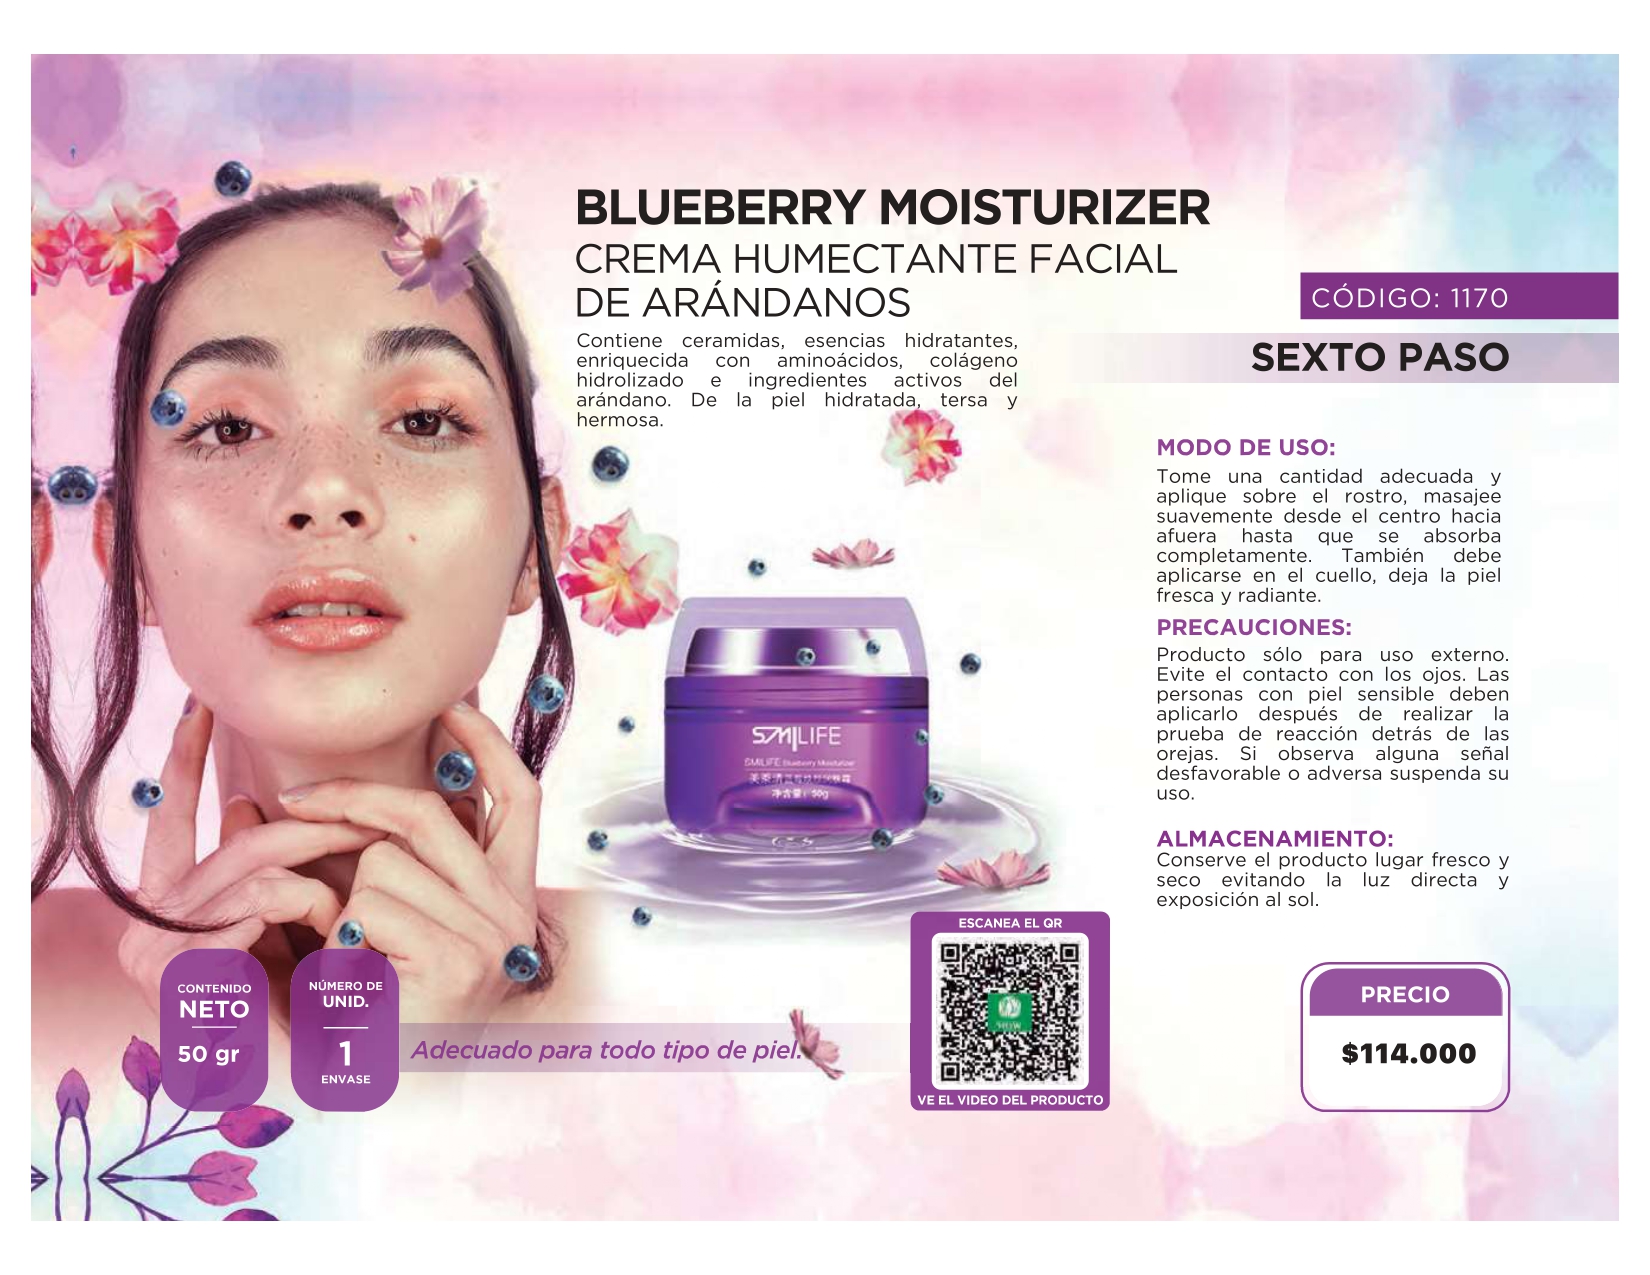 BLUEBERRY MOISTURIZER
CREMA HUMECTANTE FACIAL
DE ARÁNDANOS
Contiene ceramidas, esencias hidratantes,
enriquecida con aminoácidos, colágeno
hidrolizado e ingredientes activos del
arándano. De la piel hidratada, tersa y
hermosa.
CÓDIGO: 1170
SEXTO PASO
MODO DE USO:
Tome una cantidad adecuada y
aplique sobre el rostro, masajee
suavemente desde el centro hacia
afuera hasta que se absorba
completamente. También debe
aplicarse en el cuello, deja la piel
fresca y radiante.
PRECAUCIONES:
Producto sólo para uso externo.
Evite el contacto con los ojos. Las
personas con piel sensible deben
aplicarlo después de realizar la
prueba de reacción detrás de las
orejas. Si observa alguna señal
desfavorable o adversa suspenda su
uso.
ALMACENAMIENTO:
Conserve el producto lugar fresco y
seco evitando la luz directa y
exposición al sol.
SMILIFE
SMILIFE Blueberry Moisturizer
净含量: 50g
CONTENIDO
NETO
50 gr
NÚMERO DE
UNID.
1
ENVASE
Adecuado para todo tipo de piel.
ESCANEA EL QR
VE EL VIDEO DEL PRODUCTO
PRECIO
$114.000